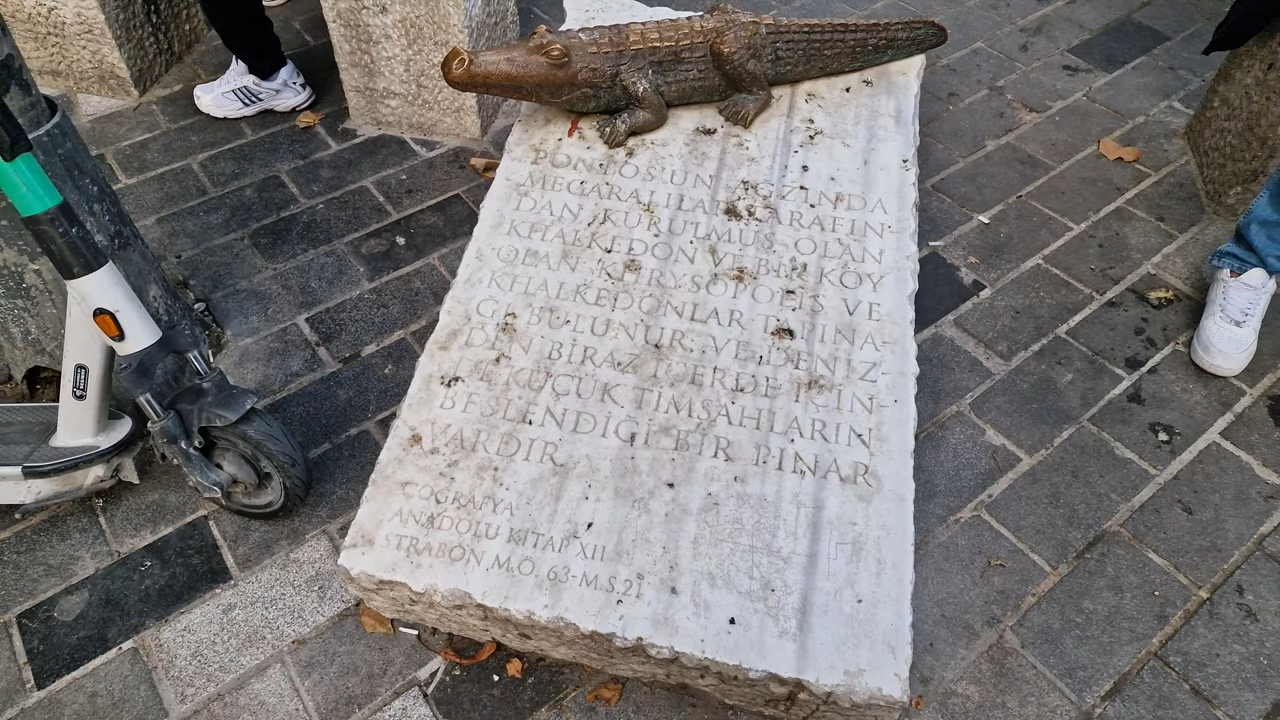 PONTOS'UN AĞZINDA
MEGARALILAR TARAFIN-
DAN KURULMUŞ OLAN
KHALKEDON VE BİR KÖY
OLAN KHRYSOPOLİS VE
KHALKEDONLAR TAPINA-
ĞI BULUNUR. VE DENİZ-
DEN BİRAZ İÇERDE İÇİN-
DE KÜÇÜK TİMSAHLARIN
BESLENDİĞİ BİR PINAR
VARDIR
COĞRAFYA
ANADOLU KİTAP XII
STRABON M.Ö. 63-M.S.21